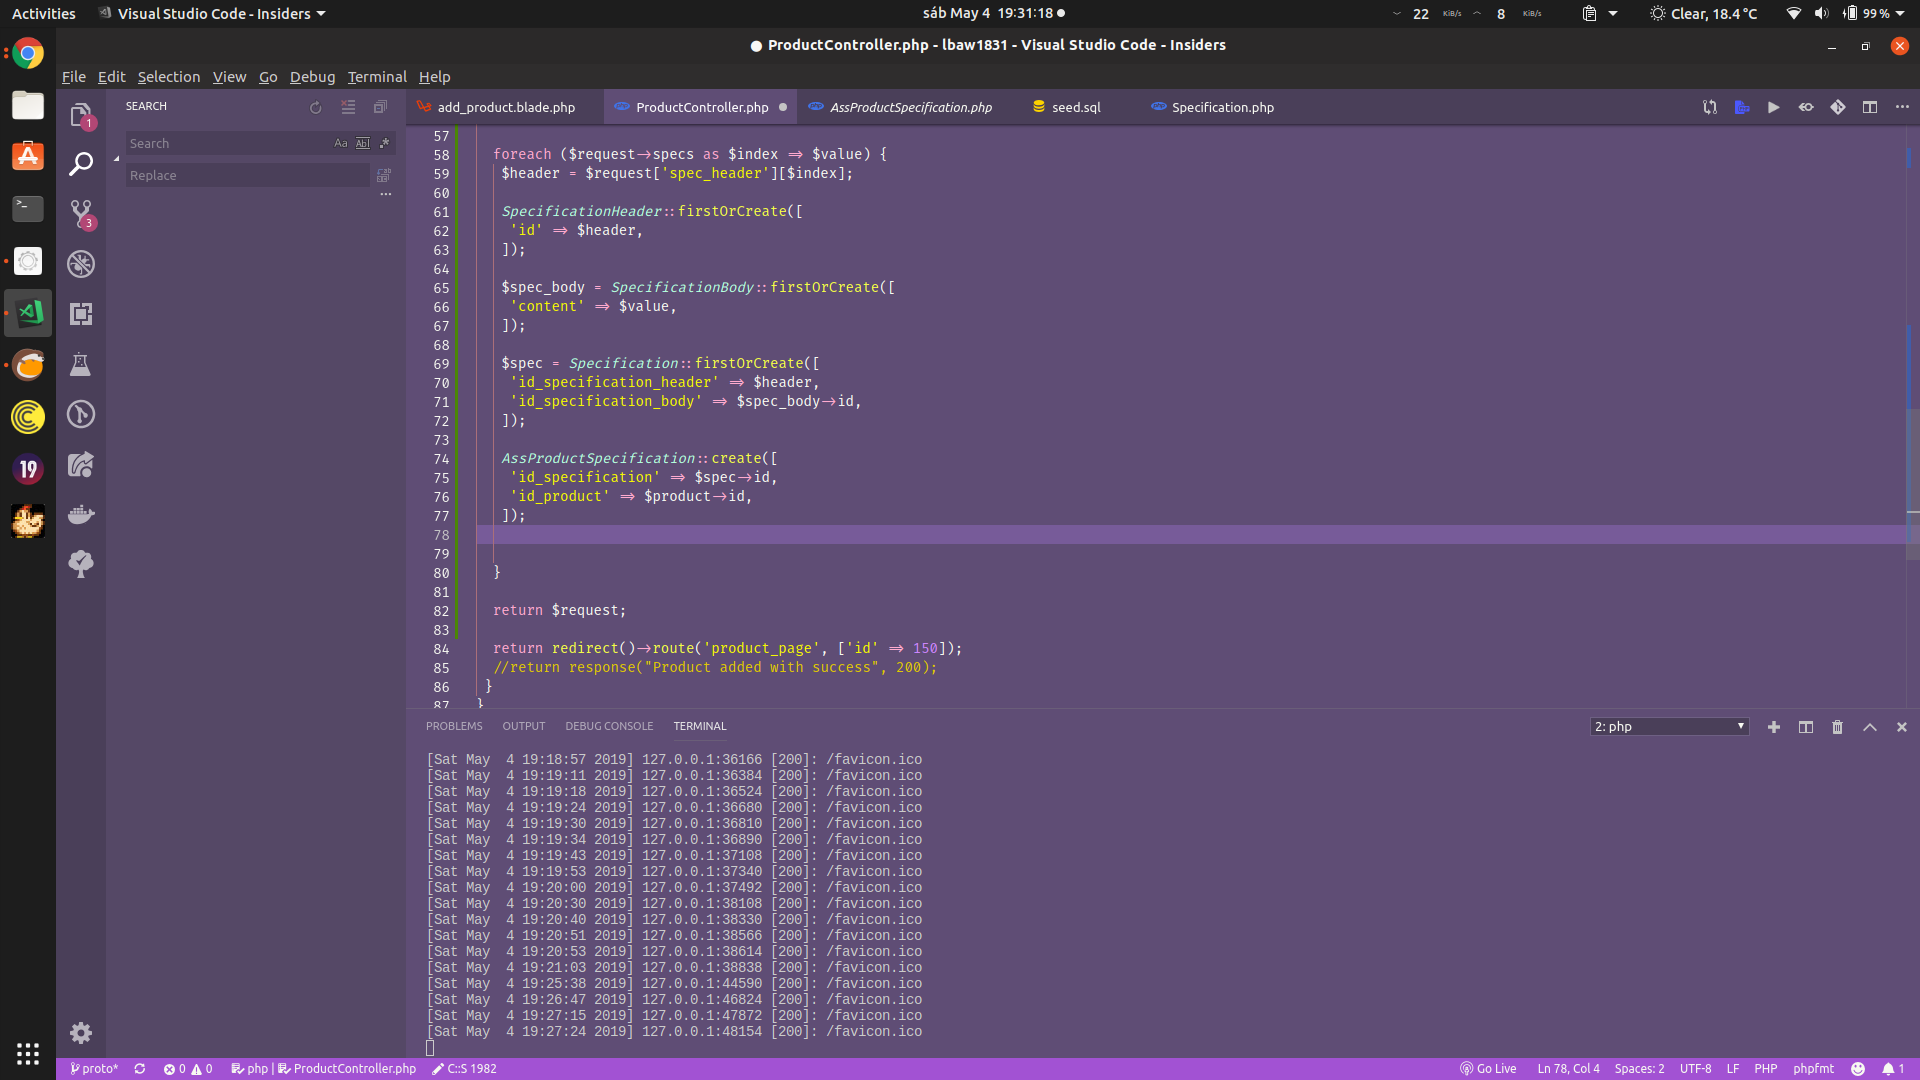 Activities
Visual Studio Code - Insiders
sáb May 4 19:31:18
22 KiB/s 8 KiB/s
Clear, 18.4 °C
99 %
ProductController.php - lbaw1831 - Visual Studio Code - Insiders
File Edit Selection View Go Debug Terminal Help
SEARCH
Search
Aa Abl .*
Replace
1
3
19
add_product.blade.php
ProductController.php
AssProductSpecification.php
seed.sql
Specification.php
57
58 foreach ($request->specs as $index => $value) {
59 $header = $request['spec_header'][$index];
60
61 SpecificationHeader::firstOrCreate([
62 'id' => $header,
63 ]);
64
65 $spec_body = SpecificationBody::firstOrCreate([
66 'content' => $value,
67 ]);
68
69 $spec = Specification::firstOrCreate([
70 'id_specification_header' => $header,
71 'id_specification_body' => $spec_body->id,
72 ]);
73
74 AssProductSpecification::create([
75 'id_specification' => $spec->id,
76 'id_product' => $product->id,
77 ]);
78
79
80 }
81
82 return $request;
83
84 return redirect()->route('product_page', ['id' => 150]);
85 //return response("Product added with success", 200);
86 }
87 }
PROBLEMS OUTPUT DEBUG CONSOLE TERMINAL
2: php
[Sat May  4 19:18:57 2019] 127.0.0.1:36166 [200]: /favicon.ico
[Sat May  4 19:19:11 2019] 127.0.0.1:36384 [200]: /favicon.ico
[Sat May  4 19:19:18 2019] 127.0.0.1:36524 [200]: /favicon.ico
[Sat May  4 19:19:24 2019] 127.0.0.1:36680 [200]: /favicon.ico
[Sat May  4 19:19:30 2019] 127.0.0.1:36810 [200]: /favicon.ico
[Sat May  4 19:19:34 2019] 127.0.0.1:36890 [200]: /favicon.ico
[Sat May  4 19:19:43 2019] 127.0.0.1:37108 [200]: /favicon.ico
[Sat May  4 19:19:53 2019] 127.0.0.1:37340 [200]: /favicon.ico
[Sat May  4 19:20:00 2019] 127.0.0.1:37492 [200]: /favicon.ico
[Sat May  4 19:20:30 2019] 127.0.0.1:38108 [200]: /favicon.ico
[Sat May  4 19:20:40 2019] 127.0.0.1:38330 [200]: /favicon.ico
[Sat May  4 19:20:51 2019] 127.0.0.1:38566 [200]: /favicon.ico
[Sat May  4 19:20:53 2019] 127.0.0.1:38614 [200]: /favicon.ico
[Sat May  4 19:21:03 2019] 127.0.0.1:38838 [200]: /favicon.ico
[Sat May  4 19:25:38 2019] 127.0.0.1:44590 [200]: /favicon.ico
[Sat May  4 19:26:47 2019] 127.0.0.1:46824 [200]: /favicon.ico
[Sat May  4 19:27:15 2019] 127.0.0.1:47872 [200]: /favicon.ico
[Sat May  4 19:27:24 2019] 127.0.0.1:48154 [200]: /favicon.ico
proto* 0 0 php | ProductController.php C::S 1982
Go Live Ln 78, Col 4 Spaces: 2 UTF-8 LF PHP phpfmt 1